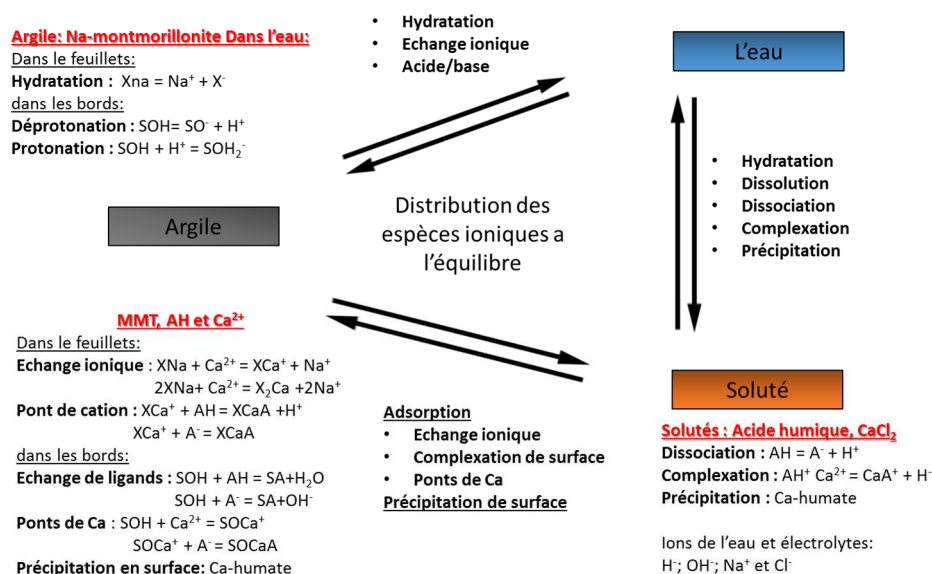 Argile: Na-montmorillonite Dans l'eau:
Dans le feuillets:
Hydratation : Xna = Na⁺ + X⁻
dans les bords:
Déprotonation : SOH= SO⁻ + H⁺
Protonation : SOH + H⁺ = SOH₂⁻
• Hydratation
• Echange ionique
• Acide/base
L'eau
• Hydratation
• Dissolution
• Dissociation
• Complexation
• Précipitation
Argile
Distribution des
espèces ioniques a
l'équilibre
MMT, AH et Ca²⁺
Dans le feuillets:
Echange ionique : XNa + Ca²⁺ = XCa⁺ + Na⁺
2XNa+ Ca²⁺ = X₂Ca +2Na⁺
Pont de cation : XCa⁺ + AH = XCaA +H⁺
XCa⁺ + A⁻ = XCaA
dans les bords:
Echange de ligands : SOH + AH = SA+H₂O
SOH + A⁻ = SA+OH⁻
Ponts de Ca : SOH + Ca²⁺ = SOCa⁺
SOCa⁺ + A⁻ = SOCaA
Précipitation en surface: Ca-humate
Adsorption
• Echange ionique
• Complexation de surface
• Ponts de Ca
Précipitation de surface
Soluté
Solutés : Acide humique, CaCl₂
Dissociation : AH = A⁻ + H⁺
Complexation : AH⁺ Ca²⁺ = CaA⁺ + H⁻
Précipitation : Ca-humate
Ions de l'eau et électrolytes:
H⁻; OH⁻; Na⁺ et Cl⁻